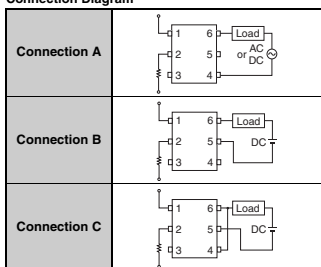 Connection Diagram
Connection A
1 6 Load
2 5 or AC DC
3 4
Connection B
1 6 Load
2 5 DC
3 4
Connection C
1 6 Load
2 5 DC
3 4